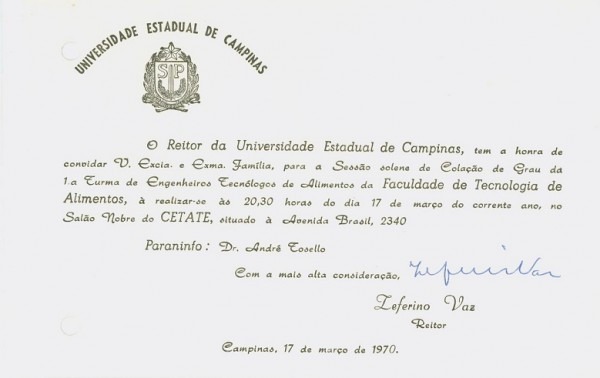 UNIVERSIDADE ESTADUAL DE CAMPINAS
SP
O Reitor da Universidade Estadual de Campinas, tem a honra de
convidar V. Excia. e Exma. Família, para a Sessão solene de Colação de Grau da
1.a Turma de Engenheiros Tecnólogos de Alimentos da Faculdade de Tecnologia de
Alimentos, à realizar-se às 20,30 horas do dia 17 de março do corrente ano, no
Salão Nobre do CETATE, situado à Avenida Brasil, 2340
Paraninfo: Dr. André Tosello
Com a mais alta consideração, Zeferino Vaz
Zeferino Vaz
Reitor
Campinas, 17 de março de 1970.